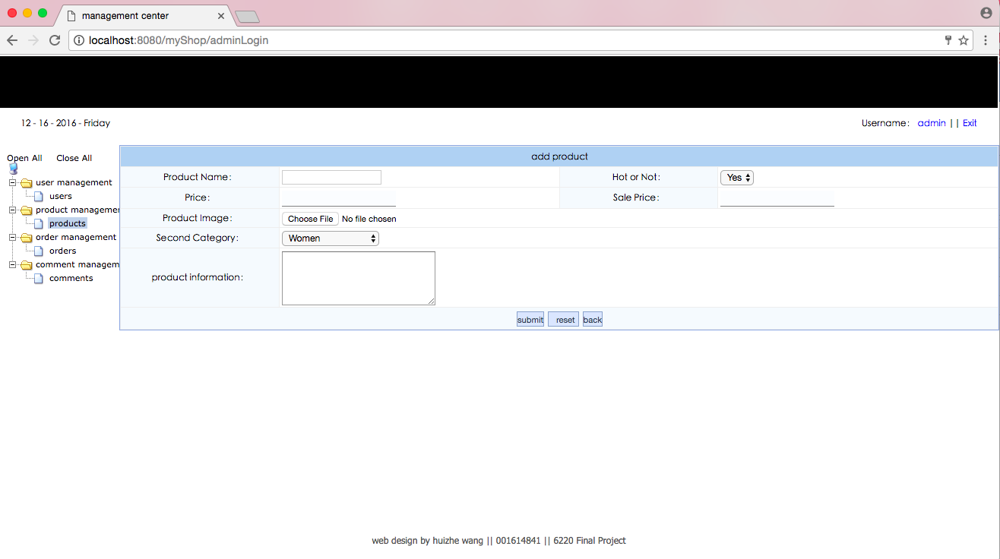 management center
localhost:8080/myShop/adminLogin
12 - 16 - 2016 - Friday
Username: admin || Exit
Open All Close All
user management
users
product managemen
products
order management
orders
comment managem
comments
add product
Product Name: Hot or Not: Yes
Price: Sale Price:
Product Image: Choose File No file chosen
Second Category: Women
product information:
submit reset back
web design by huizhe wang || 001614841 || 6220 Final Project